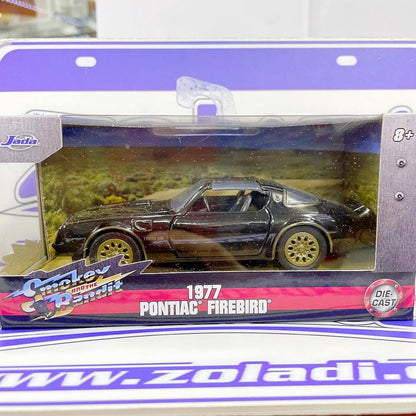 Jada
8+
Smokey
AND THE
Bandit
1977
PONTIAC® FIREBIRD®
DIE-
CAST
www.zoladi.c